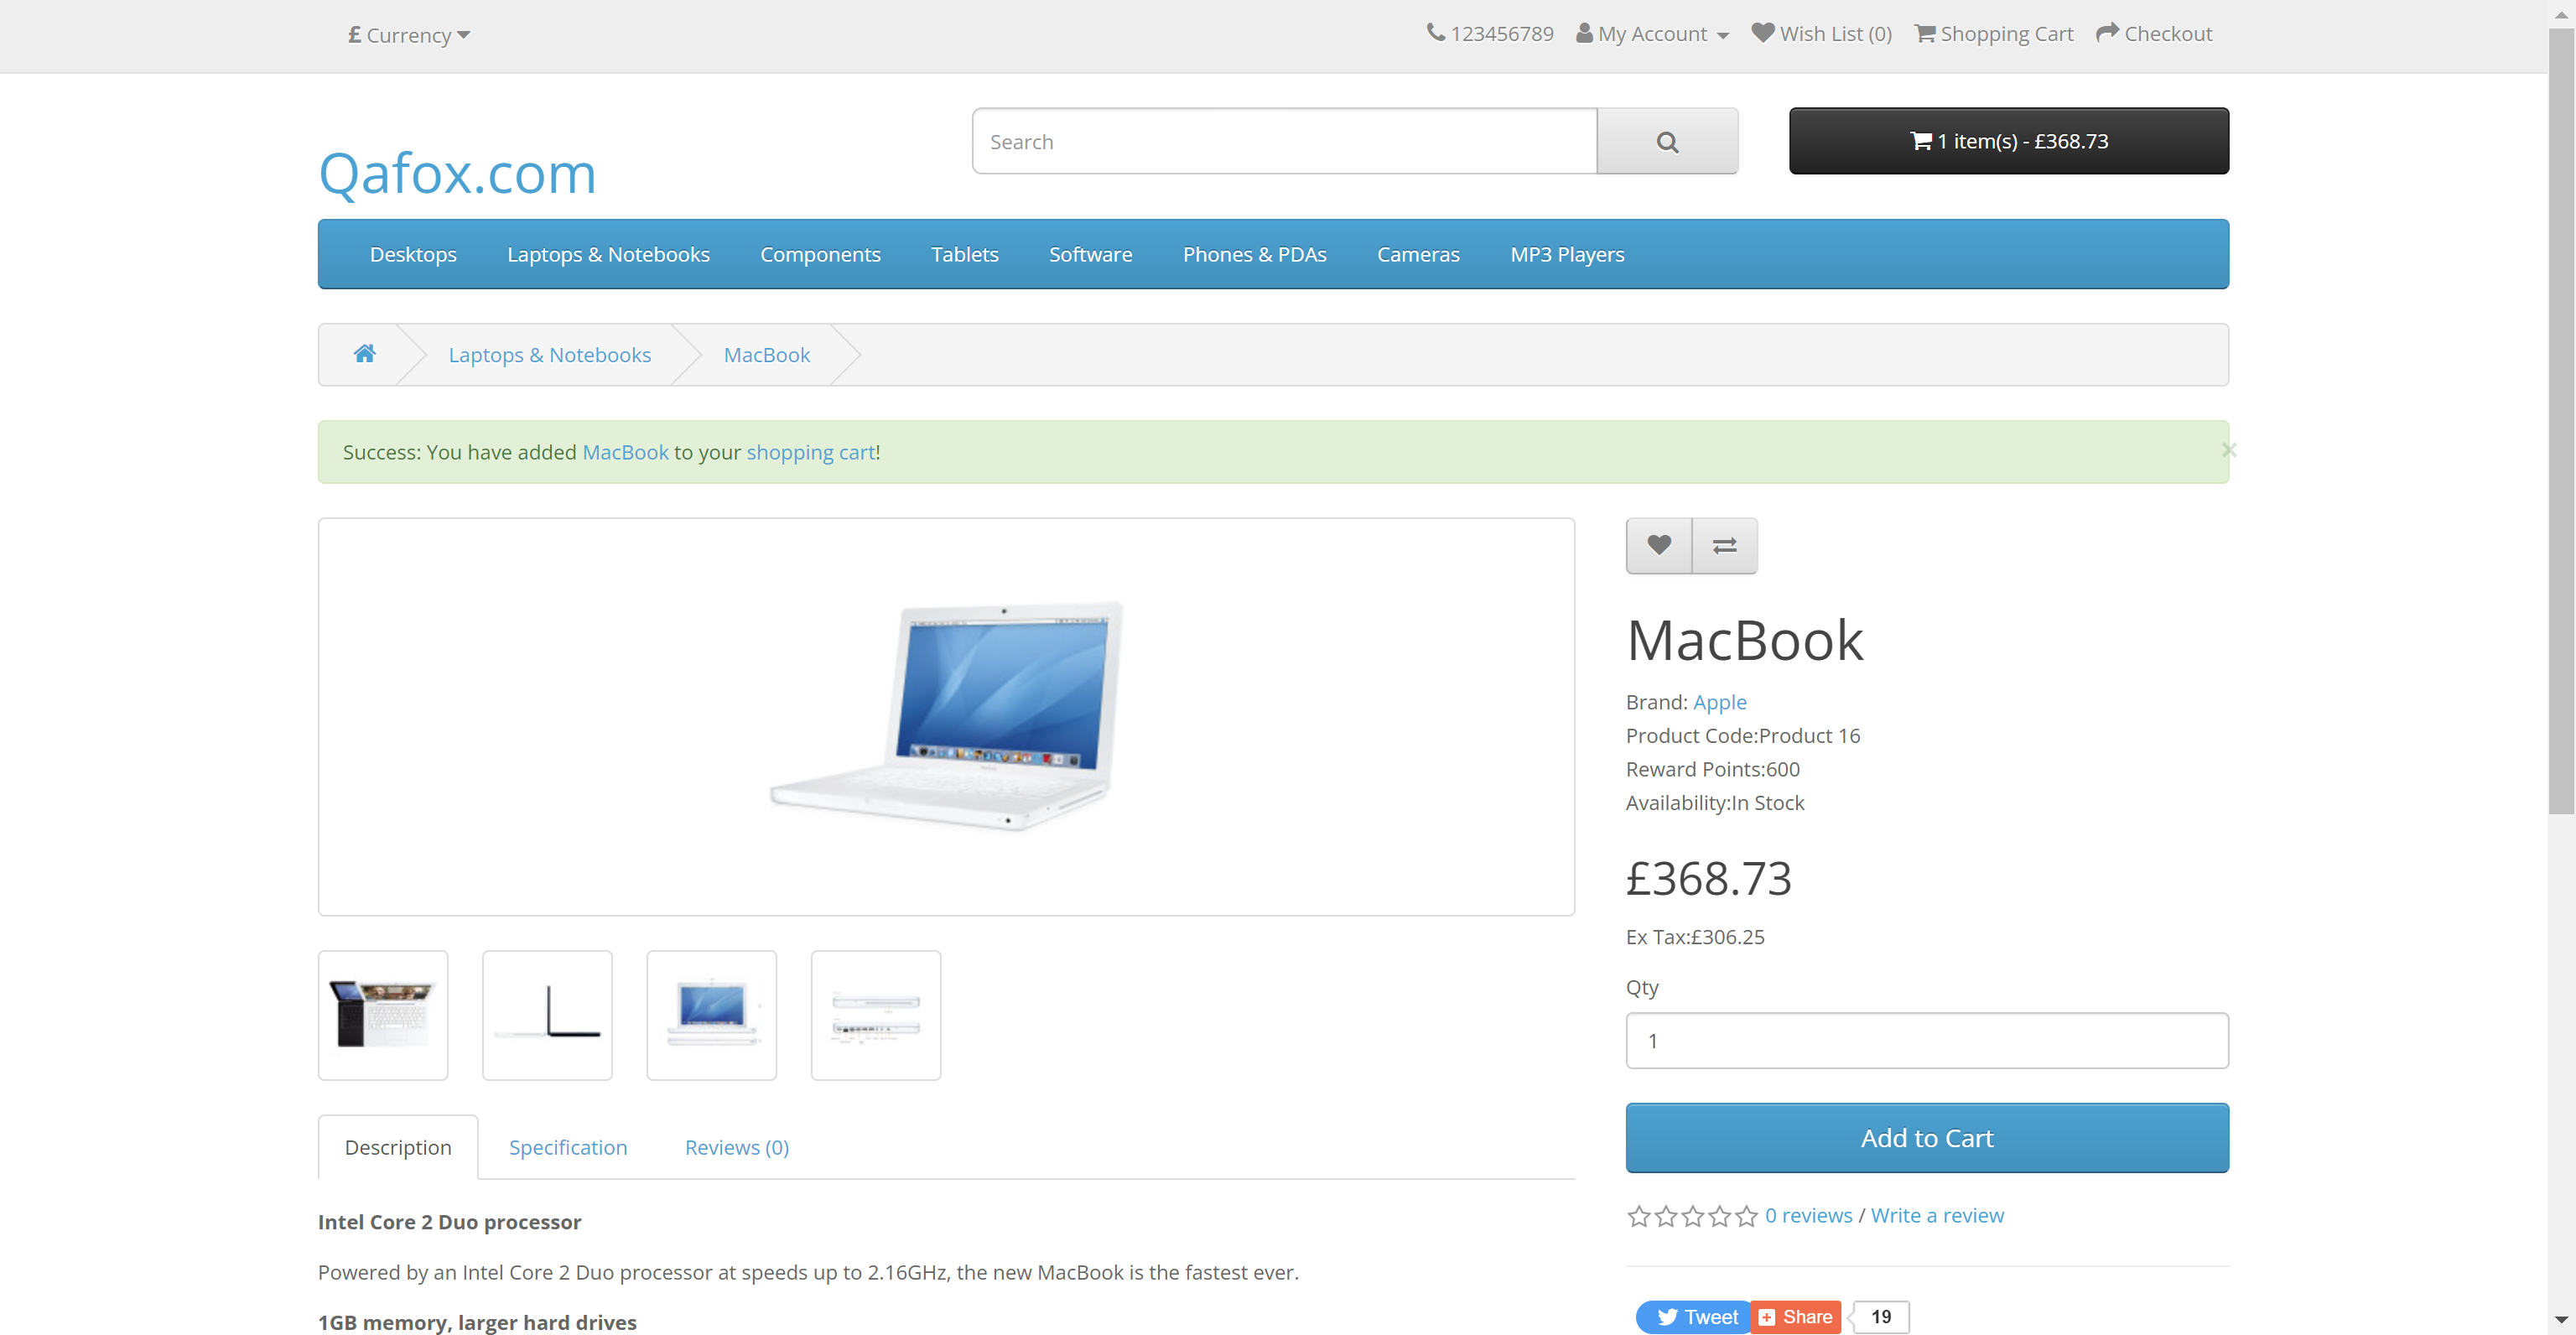 £ Currency
123456789 My Account Wish List (0) Shopping Cart Checkout
Qafox.com
Search
1 item(s) - £368.73
Desktops Laptops & Notebooks Components Tablets Software Phones & PDAs Cameras MP3 Players
Laptops & Notebooks MacBook
Success: You have added MacBook to your shopping cart!
×
MacBook
Brand: Apple
Product Code:Product 16
Reward Points:600
Availability:In Stock
£368.73
Ex Tax:£306.25
Qty
1
Add to Cart
0 reviews / Write a review
Tweet Share 19
Description Specification Reviews (0)
Intel Core 2 Duo processor
Powered by an Intel Core 2 Duo processor at speeds up to 2.16GHz, the new MacBook is the fastest ever.
1GB memory, larger hard drives